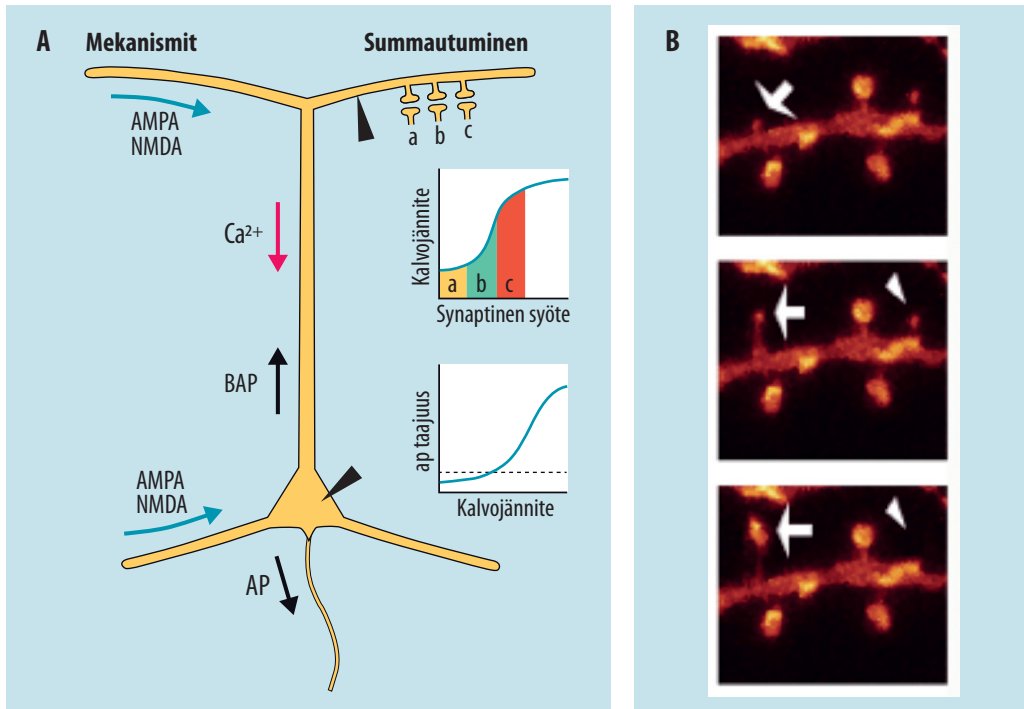 A
Mekanismit
Summautuminen
AMPA
NMDA
a b c
Ca²⁺
Kalvojännite
a b c
Synaptinen syöte
BAP
ap taajuus
Kalvojännite
AMPA
NMDA
AP
B